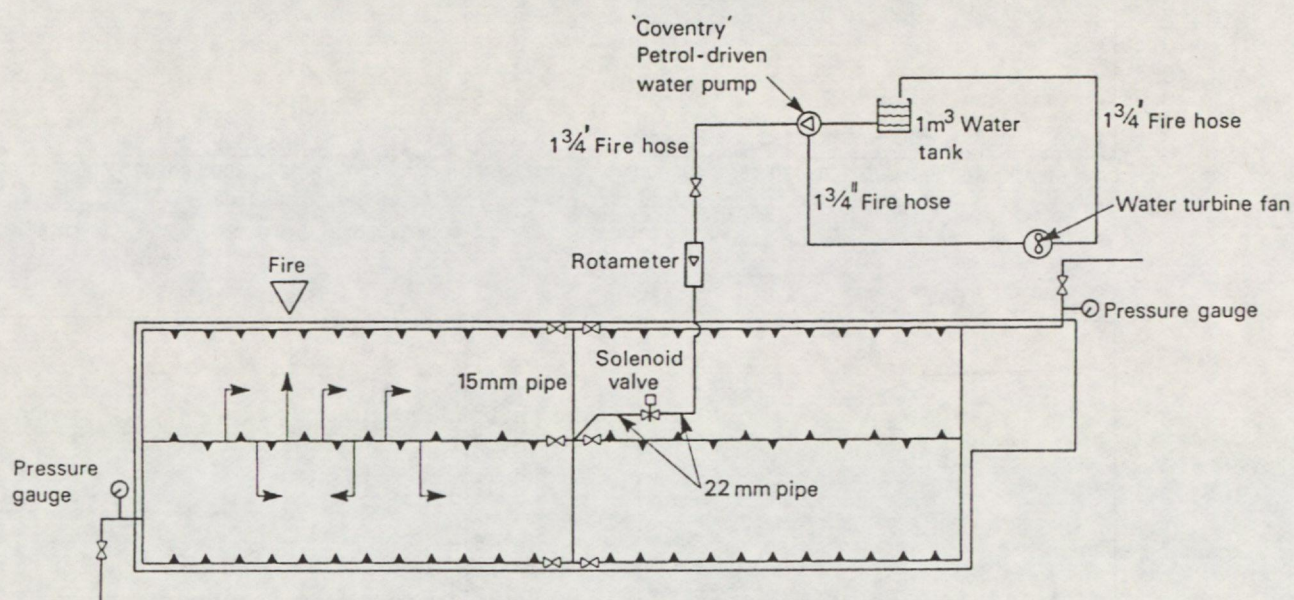 'Coventry'
Petrol-driven
water pump
1¾' Fire hose
1m³ Water
tank
1¾' Fire hose
1¾" Fire hose
Water turbine fan
Rotameter
Fire
Pressure gauge
Solenoid
valve
15mm pipe
Pressure
gauge
22mm pipe